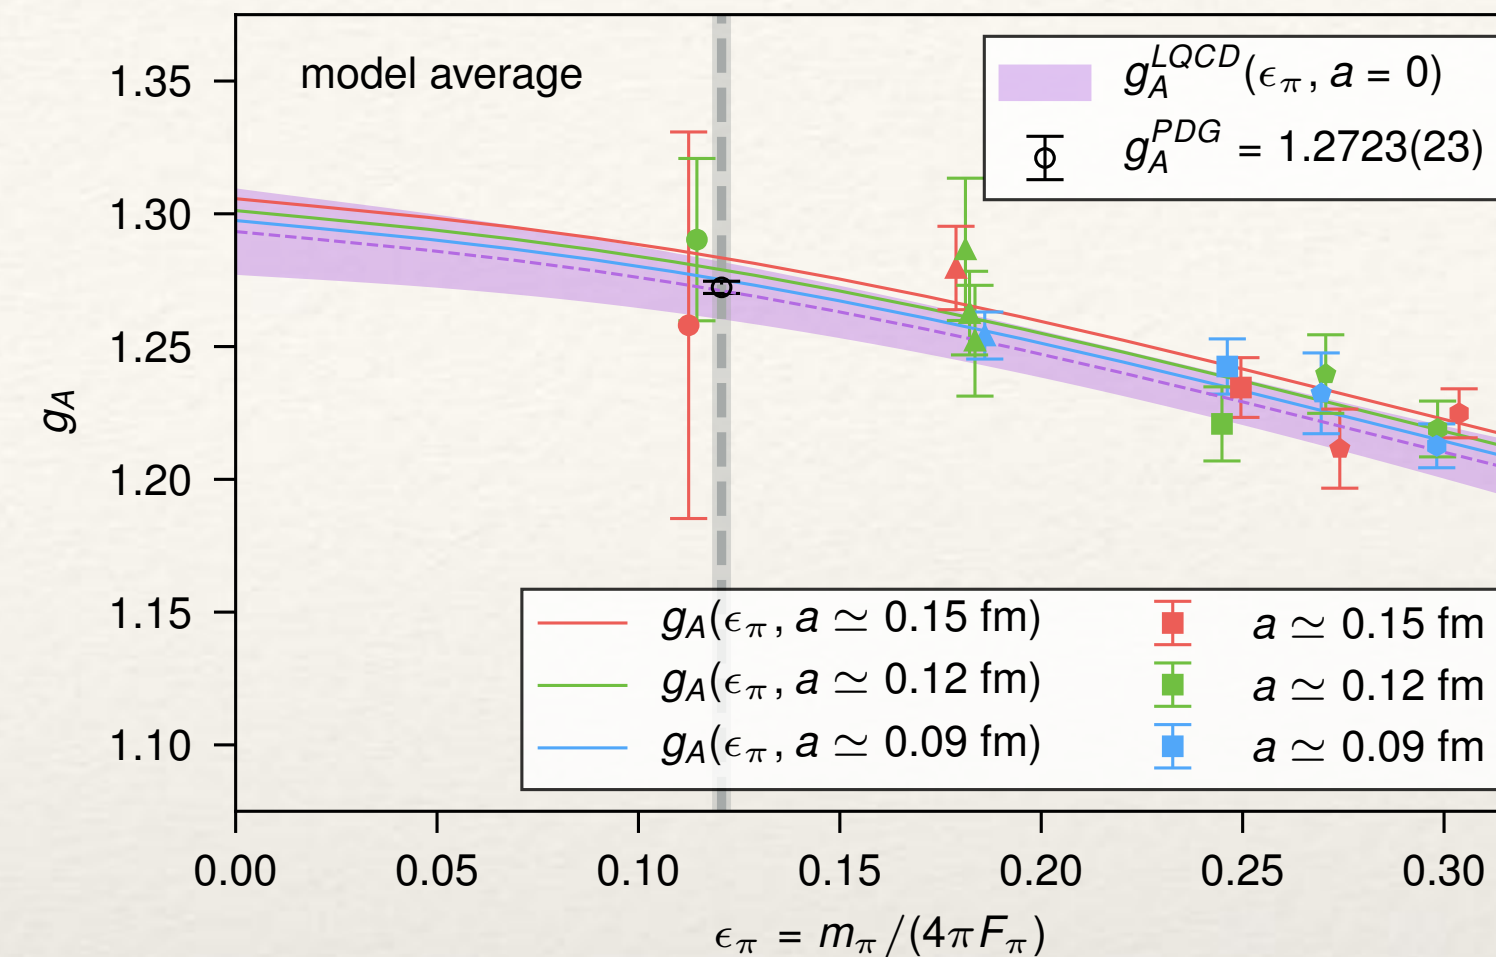 model average
g_A^{LQCD}(ϵ_π, a = 0)
g_A^{PDG} = 1.2723(23)
1.35
1.30
1.25
1.20
1.15
1.10
g_A
g_A(ϵ_π, a ≃ 0.15 fm)
a ≃ 0.15 fm
g_A(ϵ_π, a ≃ 0.12 fm)
a ≃ 0.12 fm
g_A(ϵ_π, a ≃ 0.09 fm)
a ≃ 0.09 fm
0.00 0.05 0.10 0.15 0.20 0.25 0.30
ϵ_π = m_π/(4πF_π)